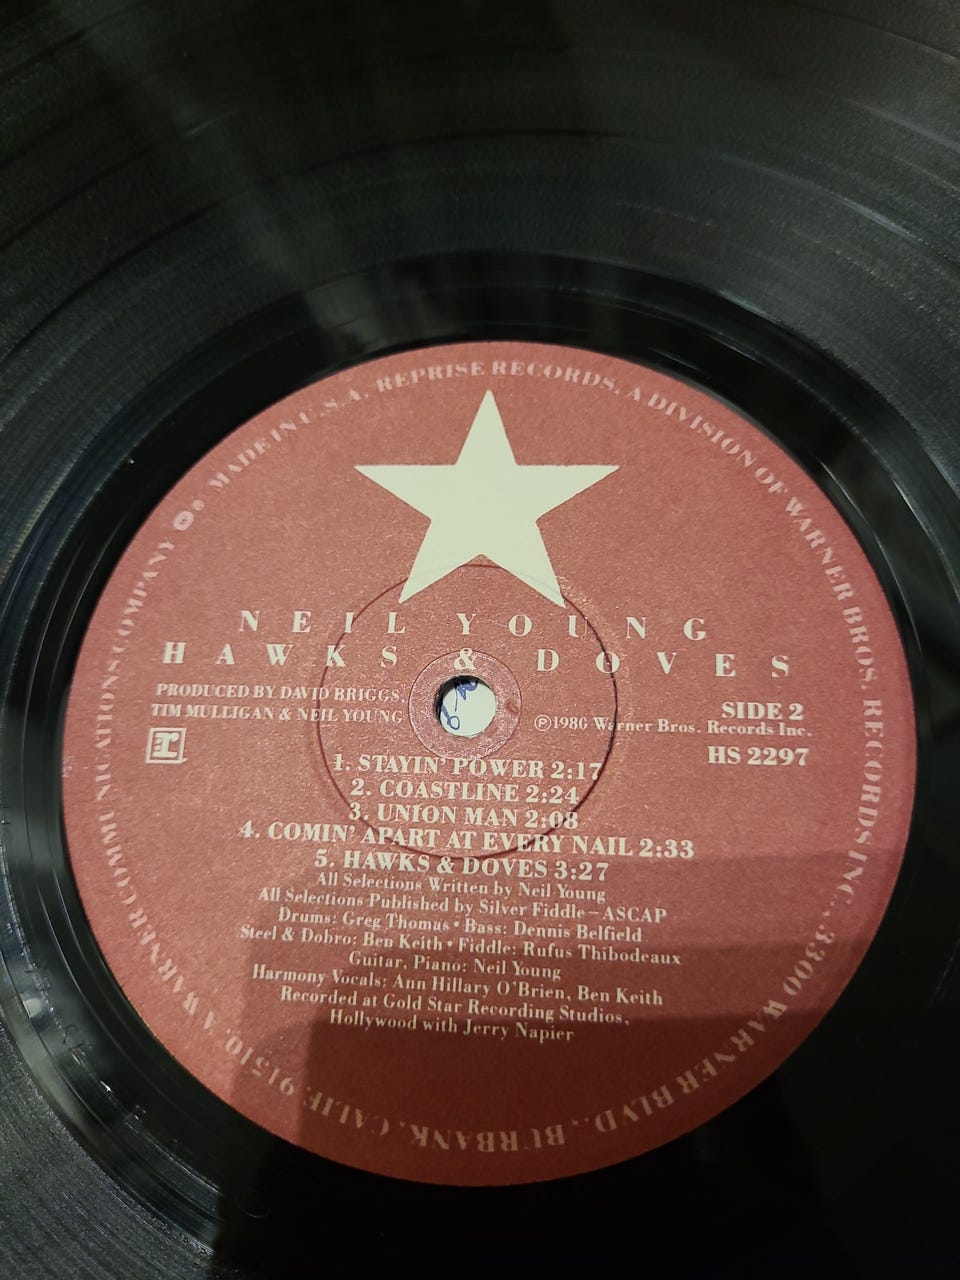 MADE IN U.S.A. REPRISE RECORDS, A DIVISION OF WARNER BROS. RECORDS INC., 3300 WARNER BLVD., BURBANK, CALIF. 91510. A WARNER COMMUNICATIONS COMPANY
NEIL YOUNG
HAWKS & DOVES
PRODUCED BY DAVID BRIGGS,
TIM MULLIGAN & NEIL YOUNG
r
SIDE 2
℗1980 Warner Bros. Records Inc.
HS 2297
1. STAYIN' POWER 2:17
2. COASTLINE 2:24
3. UNION MAN 2:08
4. COMIN' APART AT EVERY NAIL 2:33
5. HAWKS & DOVES 3:27
All Selections Written by Neil Young
All Selections Published by Silver Fiddle—ASCAP
Drums: Greg Thomas • Bass: Dennis Belfield
Steel & Dobro: Ben Keith • Fiddle: Rufus Thibodeaux
Guitar, Piano: Neil Young
Harmony Vocals: Ann Hillary O'Brien, Ben Keith
Recorded at Gold Star Recording Studios,
Hollywood with Jerry Napier